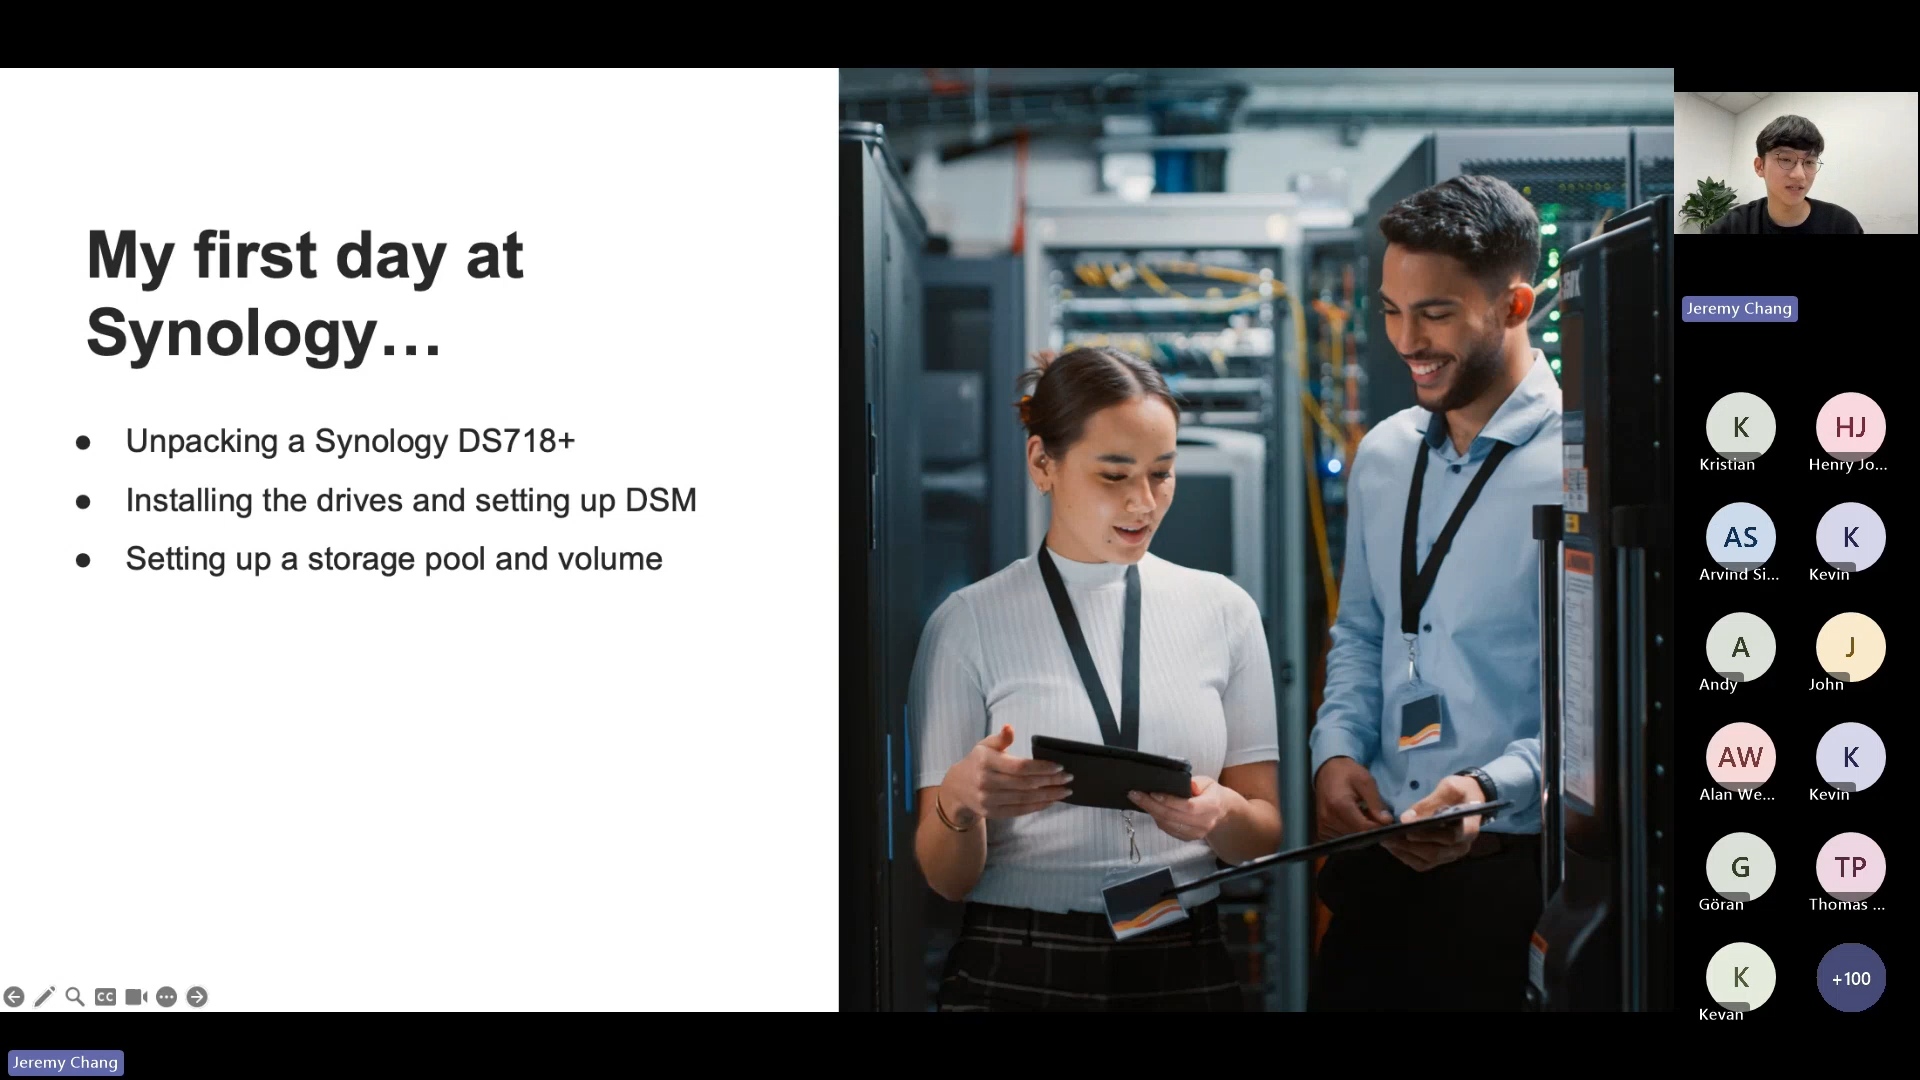 My first day at
Synology…
● Unpacking a Synology DS718+
● Installing the drives and setting up DSM
● Setting up a storage pool and volume
CC
Jeremy Chang
Jeremy Chang
K
HJ
Kristian
Henry Jo...
AS
K
Arvind Si...
Kevin
A
J
Andy
John
AW
K
Alan We...
Kevin
G
TP
Göran
Thomas ...
K
+100
Kevan